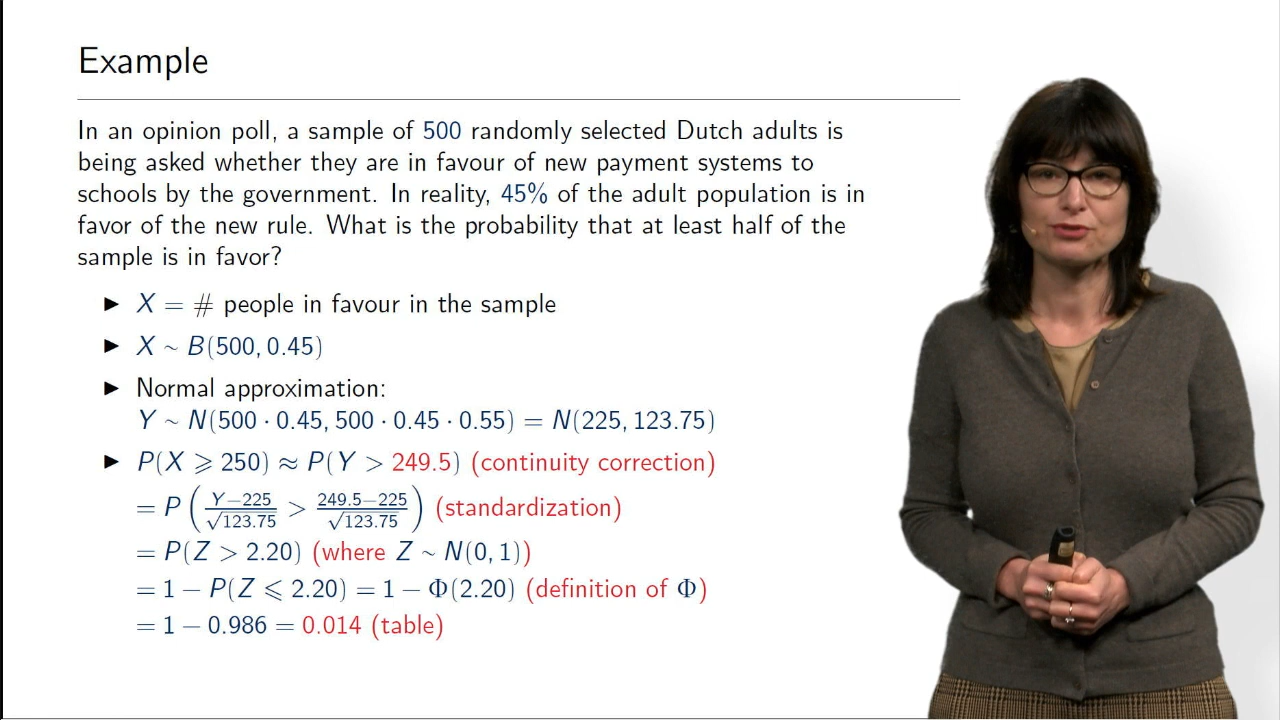 Example
In an opinion poll, a sample of 500 randomly selected Dutch adults is
being asked whether they are in favour of new payment systems to
schools by the government. In reality, 45% of the adult population is in
favor of the new rule. What is the probability that at least half of the
sample is in favor?
▶ X = # people in favour in the sample
▶ X ∼ B(500, 0.45)
▶ Normal approximation:
Y ∼ N(500 · 0.45, 500 · 0.45 · 0.55) = N(225, 123.75)
▶ P(X ⩾ 250) ≈ P(Y > 249.5) (continuity correction)
= P((Y−225)/√123.75 > (249.5−225)/√123.75) (standardization)
= P(Z > 2.20) (where Z ∼ N(0, 1))
= 1 − P(Z ⩽ 2.20) = 1 − Φ(2.20) (definition of Φ)
= 1 − 0.986 = 0.014 (table)